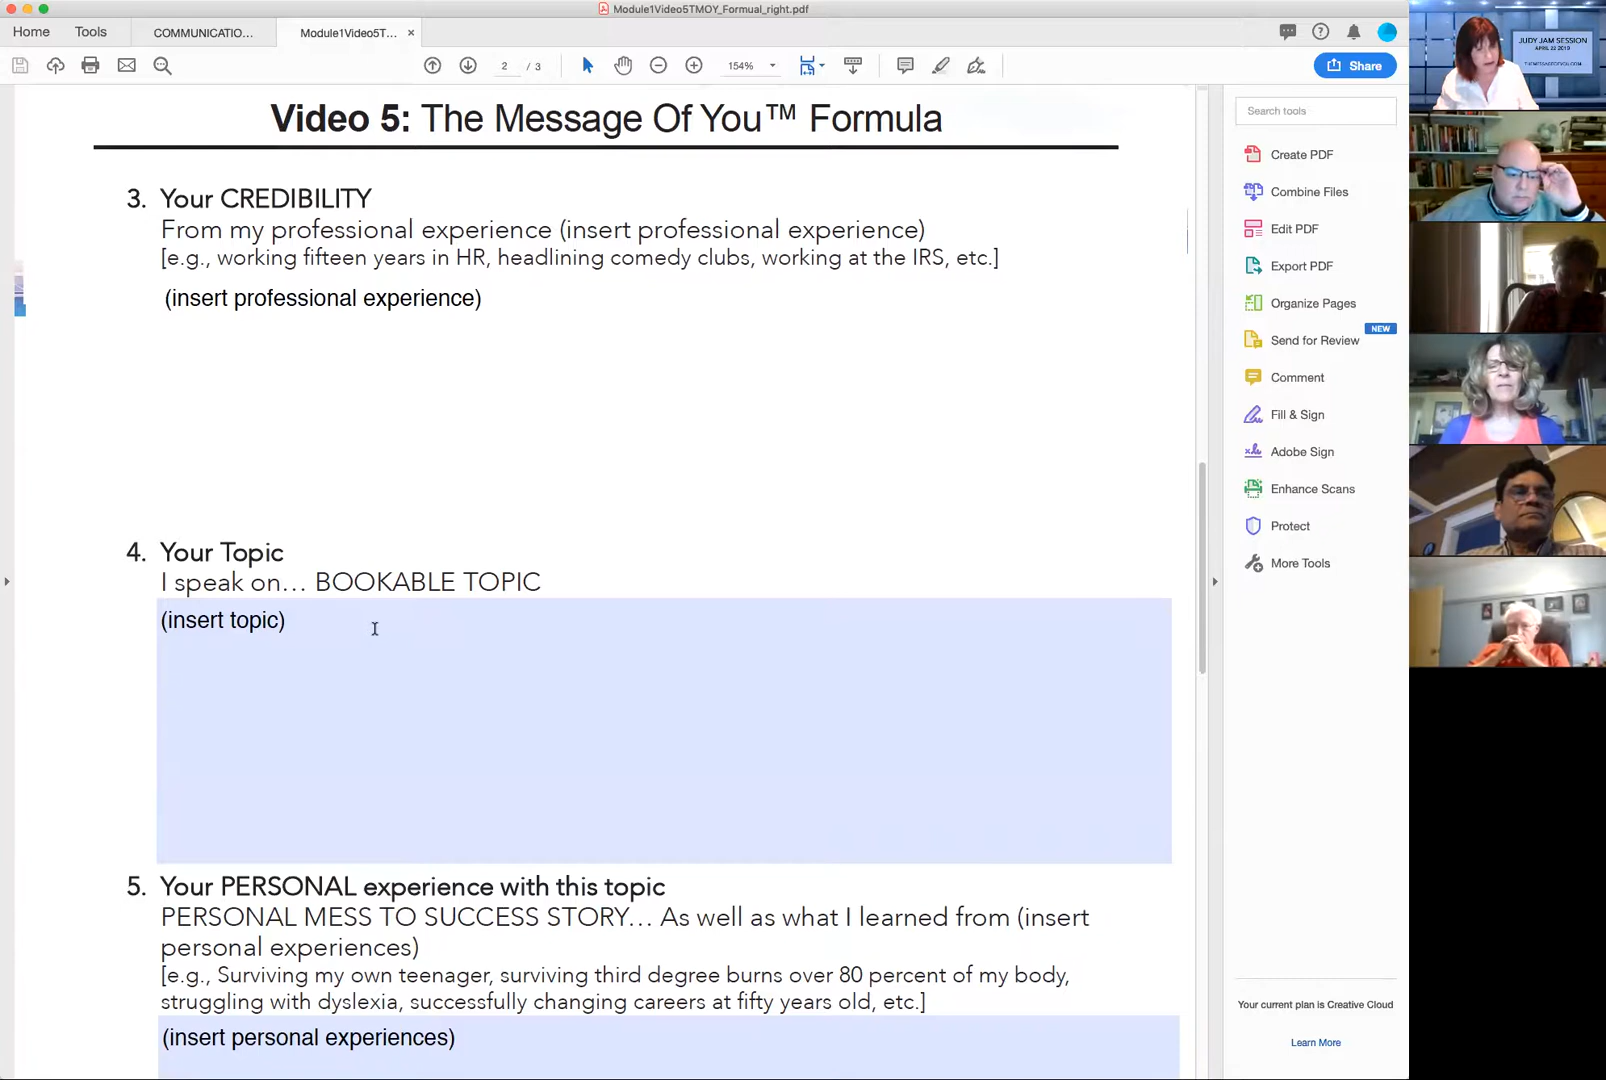 Module1Video5TMOY_Formual_right.pdf
Home
Tools
COMMUNICATIO...
Module1Video5T...
×
2 / 3
154%
Share
Video 5: The Message Of You™ Formula
3. Your CREDIBILITY
From my professional experience (insert professional experience)
[e.g., working fifteen years in HR, headlining comedy clubs, working at the IRS, etc.]
(insert professional experience)
4. Your Topic
I speak on… BOOKABLE TOPIC
(insert topic)
5. Your PERSONAL experience with this topic
PERSONAL MESS TO SUCCESS STORY… As well as what I learned from (insert
personal experiences)
[e.g., Surviving my own teenager, surviving third degree burns over 80 percent of my body,
struggling with dyslexia, successfully changing careers at fifty years old, etc.]
(insert personal experiences)
Search tools
Create PDF
Combine Files
Edit PDF
Export PDF
Organize Pages
NEW
Send for Review
Comment
Fill & Sign
Adobe Sign
Enhance Scans
Protect
More Tools
Your current plan is Creative Cloud
Learn More
JUDY JAM SESSION
APRIL 22 2019
THEMESSAGEOFYOU.COM